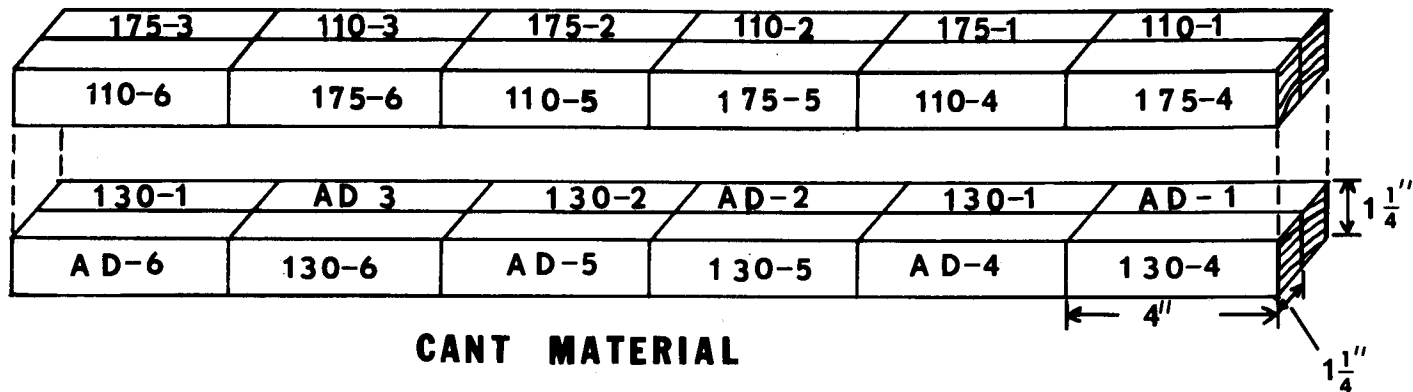 175-3 110-3 175-2 110-2 175-1 110-1
110-6 175-6 110-5 175-5 110-4 175-4
130-1 AD 3 130-2 AD-2 130-1 AD-1
1 1/4"
AD-6 130-6 AD-5 130-5 AD-4 130-4
4"
1 1/4"
CANT MATERIAL